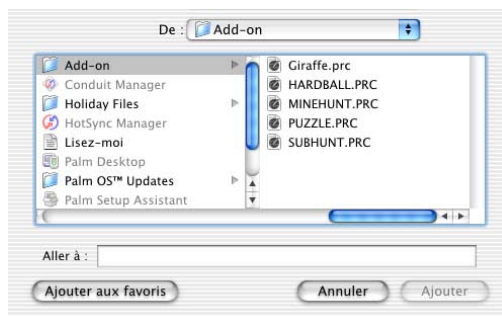 De : Add-on
Add-on
Conduit Manager
Holiday Files
HotSync Manager
Lisez-moi
Palm Desktop
Palm OS™ Updates
Palm Setup Assistant
Giraffe.prc
HARDBALL.PRC
MINEHUNT.PRC
PUZZLE.PRC
SUBHUNT.PRC
Aller à :
Ajouter aux favoris
Annuler
Ajouter